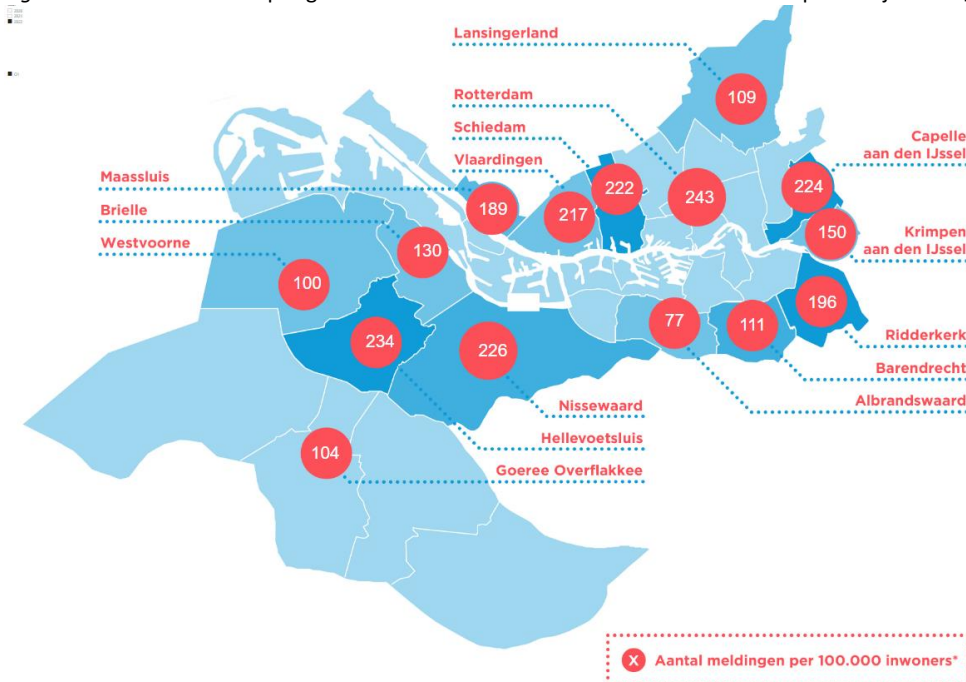 Lansingerland
109
Rotterdam
Schiedam
Vlaardingen
Capelle
aan den IJssel
Maassluis
Brielle
Westvoorne
189
217
222
243
224
150
Krimpen
aan den IJssel
130
100
234
226
77
111
196
Ridderkerk
Barendrecht
Albrandswaard
Nissewaard
Hellevoetsluis
104
Goeree Overflakkee
X Aantal meldingen per 100.000 inwoners*